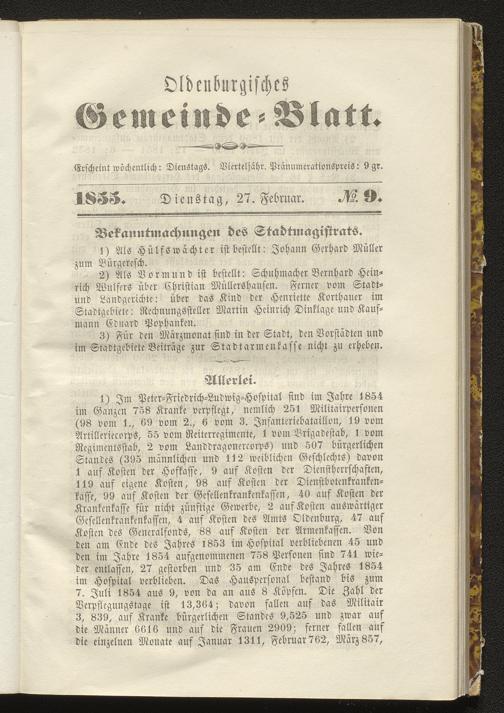 Oldenburgisches
Gemeinde-Blatt.
Erscheint wöchentlich: Dienstags. Vierteljähr. Pränumerationspreis: 9 gr.
1855. Dienstag, 27. Februar. № 9.
Bekanntmachungen des Stadtmagistrats.
1) Als Hülfswächter ist bestellt: Johann Gerhard Müller
zum Bürgeresch.
2) Als Vormund ist bestellt: Schuhmacher Bernhard Hein-
rich Wulfers über Christian Müllershausen. Ferner vom Stadt-
und Landgerichte: über das Kind der Henriette Korthauer im
Stadtgebiete: Rechnungssteller Martin Heinrich Dinklage und Kauf-
mann Eduard Pophanken.
3) Für den Märzmonat sind in der Stadt, den Vorstädten und
im Stadtgebiete Beiträge zur Stadtarmenkasse nicht zu erheben.
Allerlei.
1) Im Peter-Friedrich-Ludwig-Hospital sind im Jahre 1854
im Ganzen 758 Kranke verpflegt, nemlich 251 Militairpersonen
(98 vom 1., 69 vom 2., 6 vom 3. Infanteriebataillon, 19 vom
Artilleriecorps, 55 vom Reiterregimente, 1 vom Brigadestab, 1 vom
Regimentsstab, 2 vom Landdragonercorps) und 507 bürgerlichen
Standes (395 männlichen und 112 weiblichen Geschlechts) davon
1 auf Kosten der Hofkasse, 9 auf Kosten der Dienstherrschaften,
119 auf eigene Kosten, 98 auf Kosten der Dienstbotenkranken-
kasse, 99 auf Kosten der Gesellenkrankenkassen, 40 auf Kosten der
Krankenkasse für nicht zünftige Gewerbe, 2 auf Kosten auswärtiger
Gesellenkrankenkassen, 4 auf Kosten des Amts Oldenburg, 47 auf
Kosten des Generalfonds, 88 auf Kosten der Armenkassen. Von
den am Ende des Jahres 1853 im Hospital verbliebenen 45 und
den im Jahre 1854 aufgenommenen 758 Personen sind 741 wie-
der entlassen, 27 gestorben und 35 am Ende des Jahres 1854
im Hospital verblieben. Das Hauspersonal bestand bis zum
7. Juli 1854 aus 9, von da an aus 8 Köpfen. Die Zahl der
Verpflegungstage ist 13,364; davon fallen auf das Militair
3, 839, auf Kranke bürgerlichen Standes 9,525 und zwar auf
die Männer 6616 und auf die Frauen 2909; ferner fallen auf
die einzelnen Monate auf Januar 1311, Februar 762, März 857,